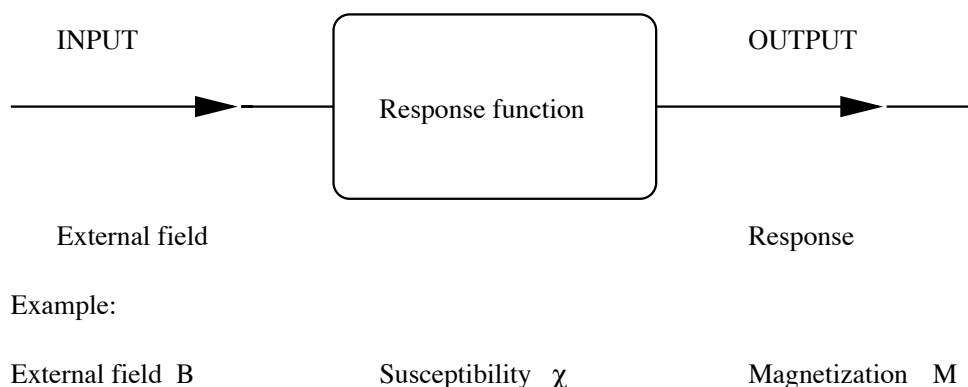 INPUT OUTPUT
Response function
External field Response
Example:
External field B Susceptibility χ Magnetization M